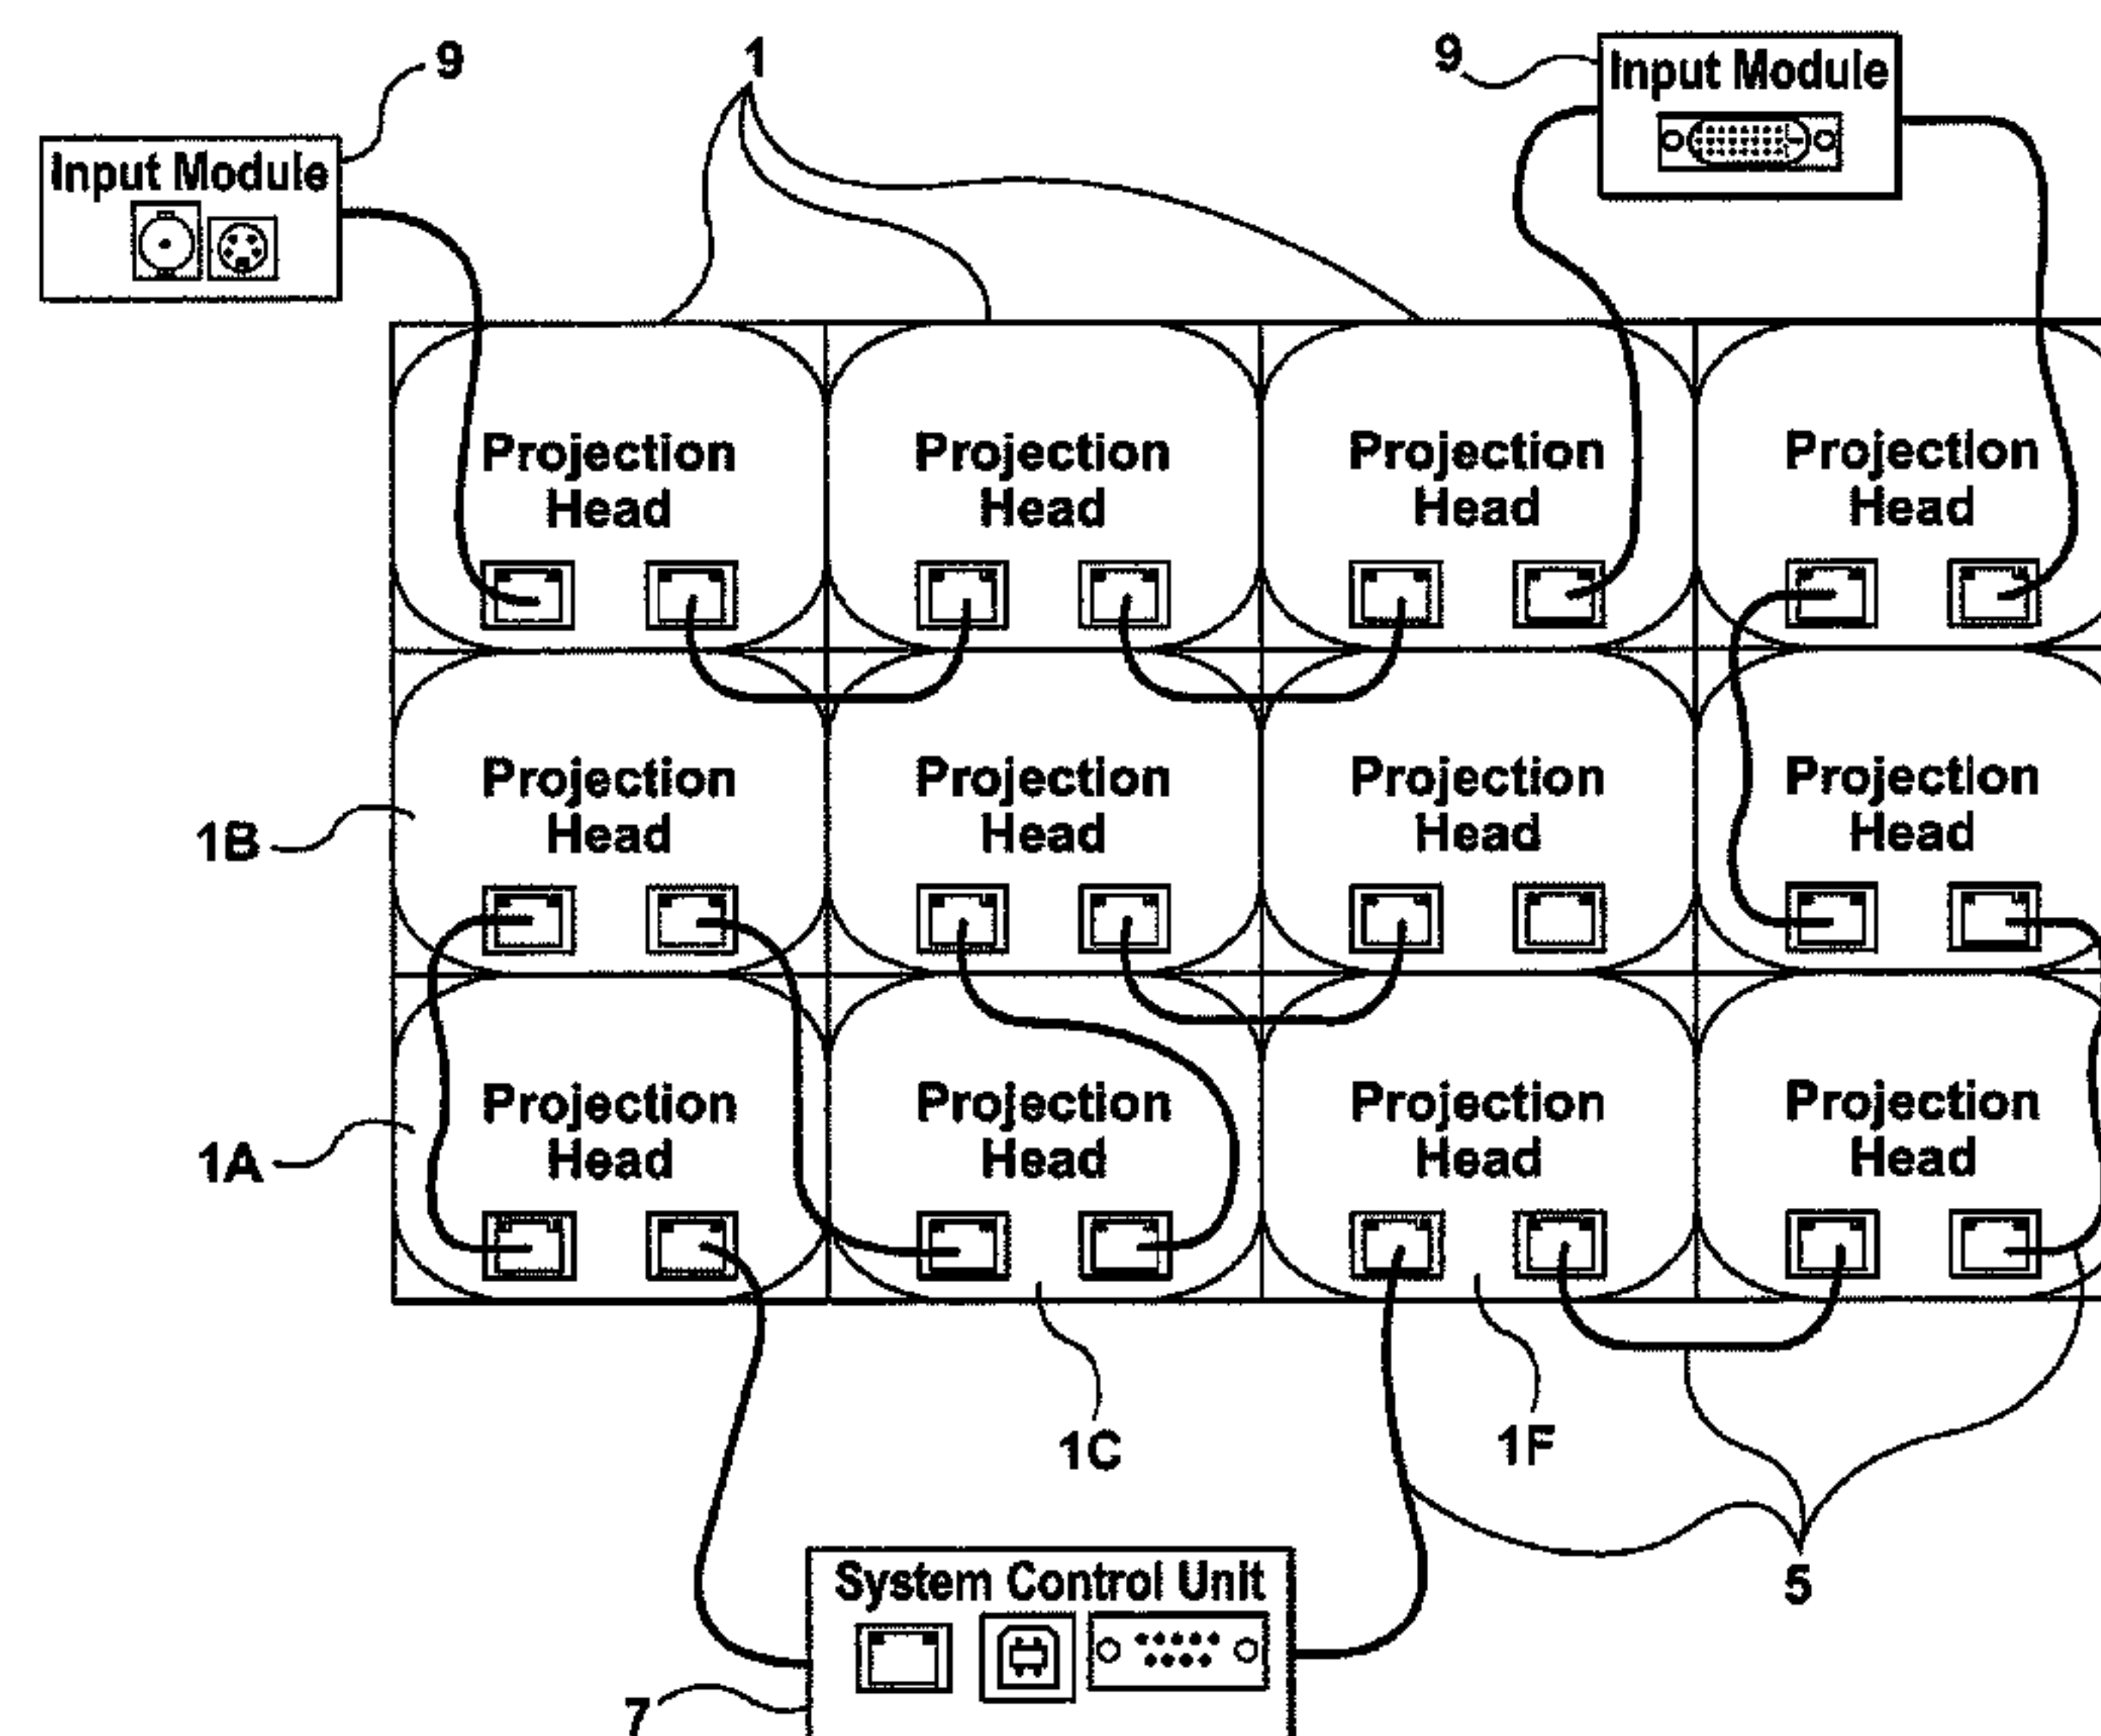 9
1
9
Input Module
Input Module
Projection
Head
Projection
Head
Projection
Head
Projection
Head
1B
Projection
Head
Projection
Head
Projection
Head
Projection
Head
1A
Projection
Head
Projection
Head
Projection
Head
Projection
Head
1C
1F
5
System Control Unit
7